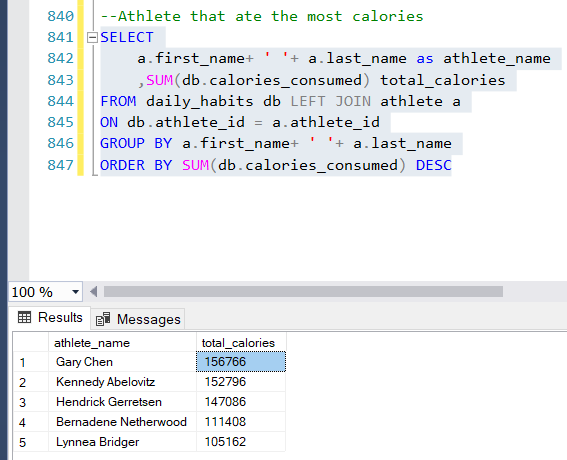 840 --Athlete that ate the most calories
841 SELECT
842 a.first_name+ ' '+ a.last_name as athlete_name
843 ,SUM(db.calories_consumed) total_calories
844 FROM daily_habits db LEFT JOIN athlete a
845 ON db.athlete_id = a.athlete_id
846 GROUP BY a.first_name+ ' '+ a.last_name
847 ORDER BY SUM(db.calories_consumed) DESC
100 %
Results Messages
athlete_name total_calories
1 Gary Chen 156766
2 Kennedy Abelovitz 152796
3 Hendrick Gerretsen 147086
4 Bernadene Netherwood 111408
5 Lynnea Bridger 105162